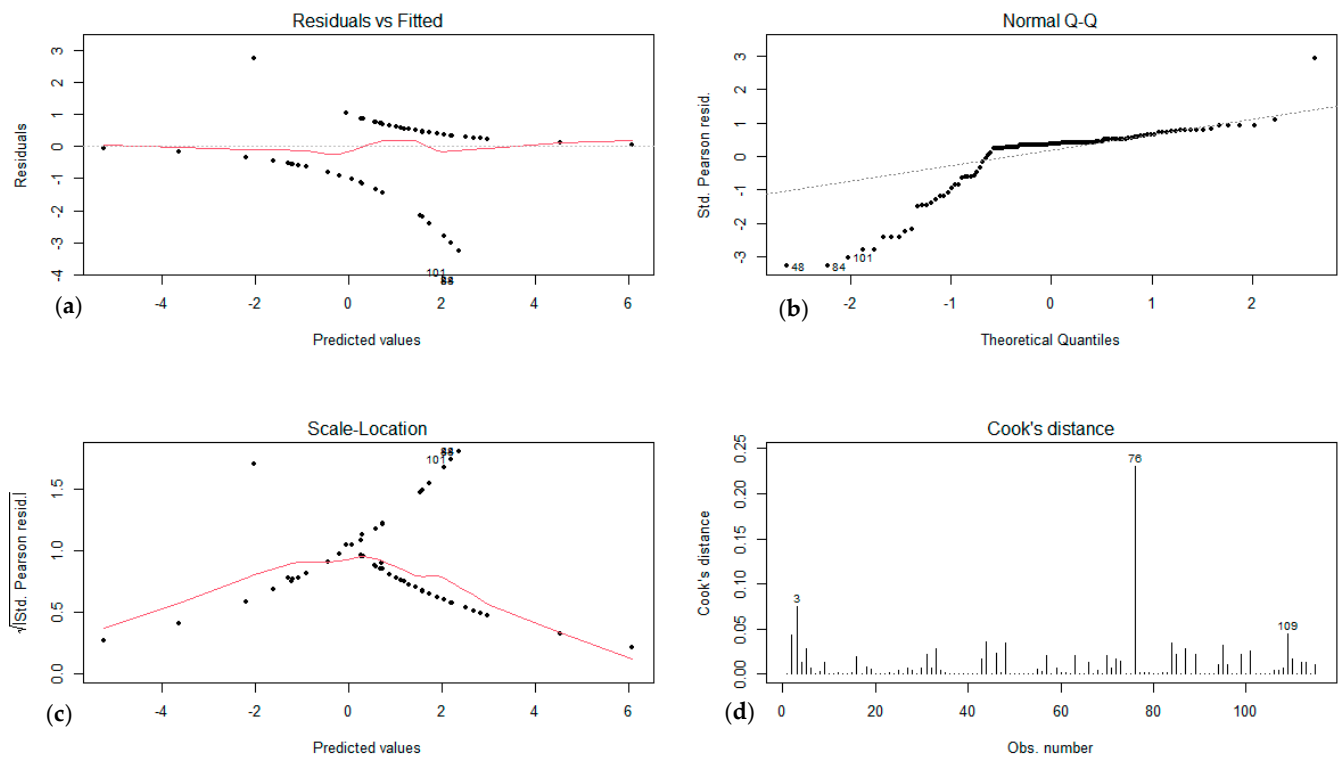 Residuals vs Fitted
Residuals
3
2
1
0
-1
-2
-3
-4
101
-4 -2 0 2 4 6
(a)
Predicted values
Normal Q-Q
Std. Pearson resid.
3
2
1
0
-1
-2
-3
48 84 101
-2 -1 0 1 2
(b)
Theoretical Quantiles
Scale-Location
√|Std. Pearson resid.|
1.5
1.0
0.5
0.0
101
-4 -2 0 2 4 6
(c)
Predicted values
Cook's distance
Cook's distance
0.25
0.20
0.15
0.10
0.05
0.00
76
3
109
0 20 40 60 80 100
(d)
Obs. number